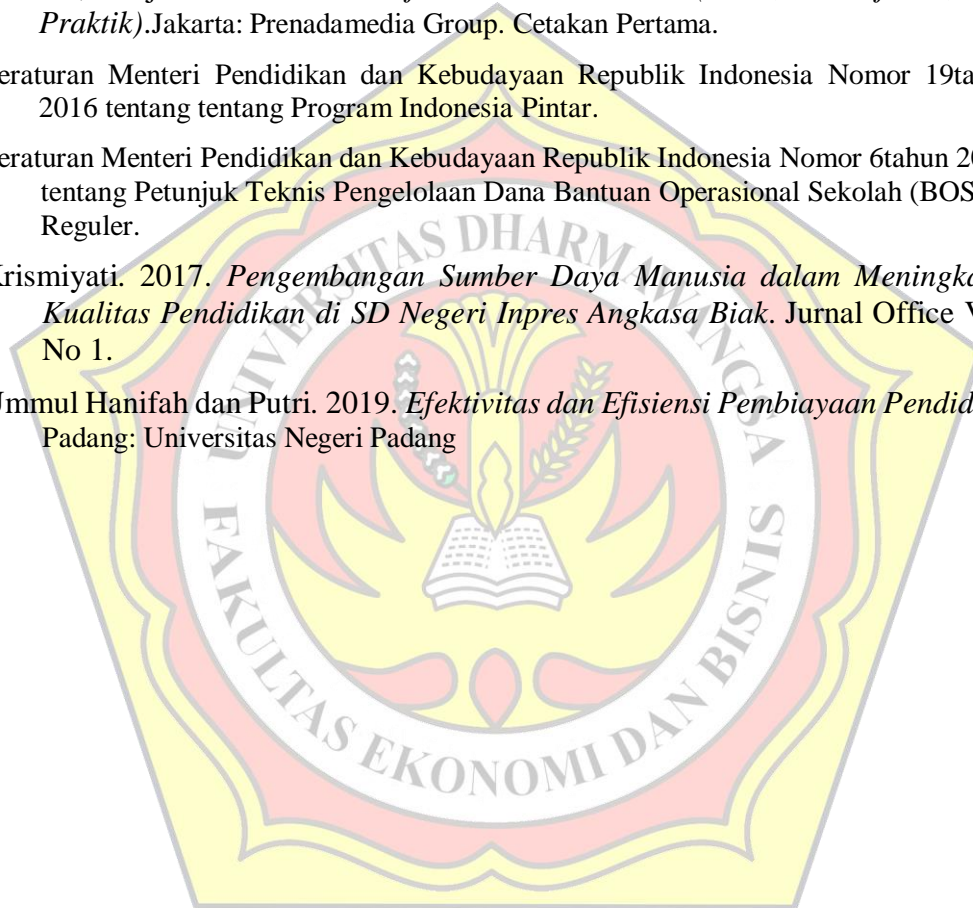 Praktik).Jakarta: Prenadamedia Group. Cetakan Pertama.
eraturan Menteri Pendidikan dan Kebudayaan Republik Indonesia Nomor 19ta
2016 tentang tentang Program Indonesia Pintar.
eraturan Menteri Pendidikan dan Kebudayaan Republik Indonesia Nomor 6tahun 20
tentang Petunjuk Teknis Pengelolaan Dana Bantuan Operasional Sekolah (BOS
Reguler.
Krismiyati. 2017. Pengembangan Sumber Daya Manusia dalam Meningka
Kualitas Pendidikan di SD Negeri Inpres Angkasa Biak. Jurnal Office V
No 1.
Ummul Hanifah dan Putri. 2019. Efektivitas dan Efisiensi Pembiayaan Pendid
Padang: Universitas Negeri Padang
UNIVERSITAS DHARMAWANGSA
FAKULTAS EKONOMI DAN BISNIS